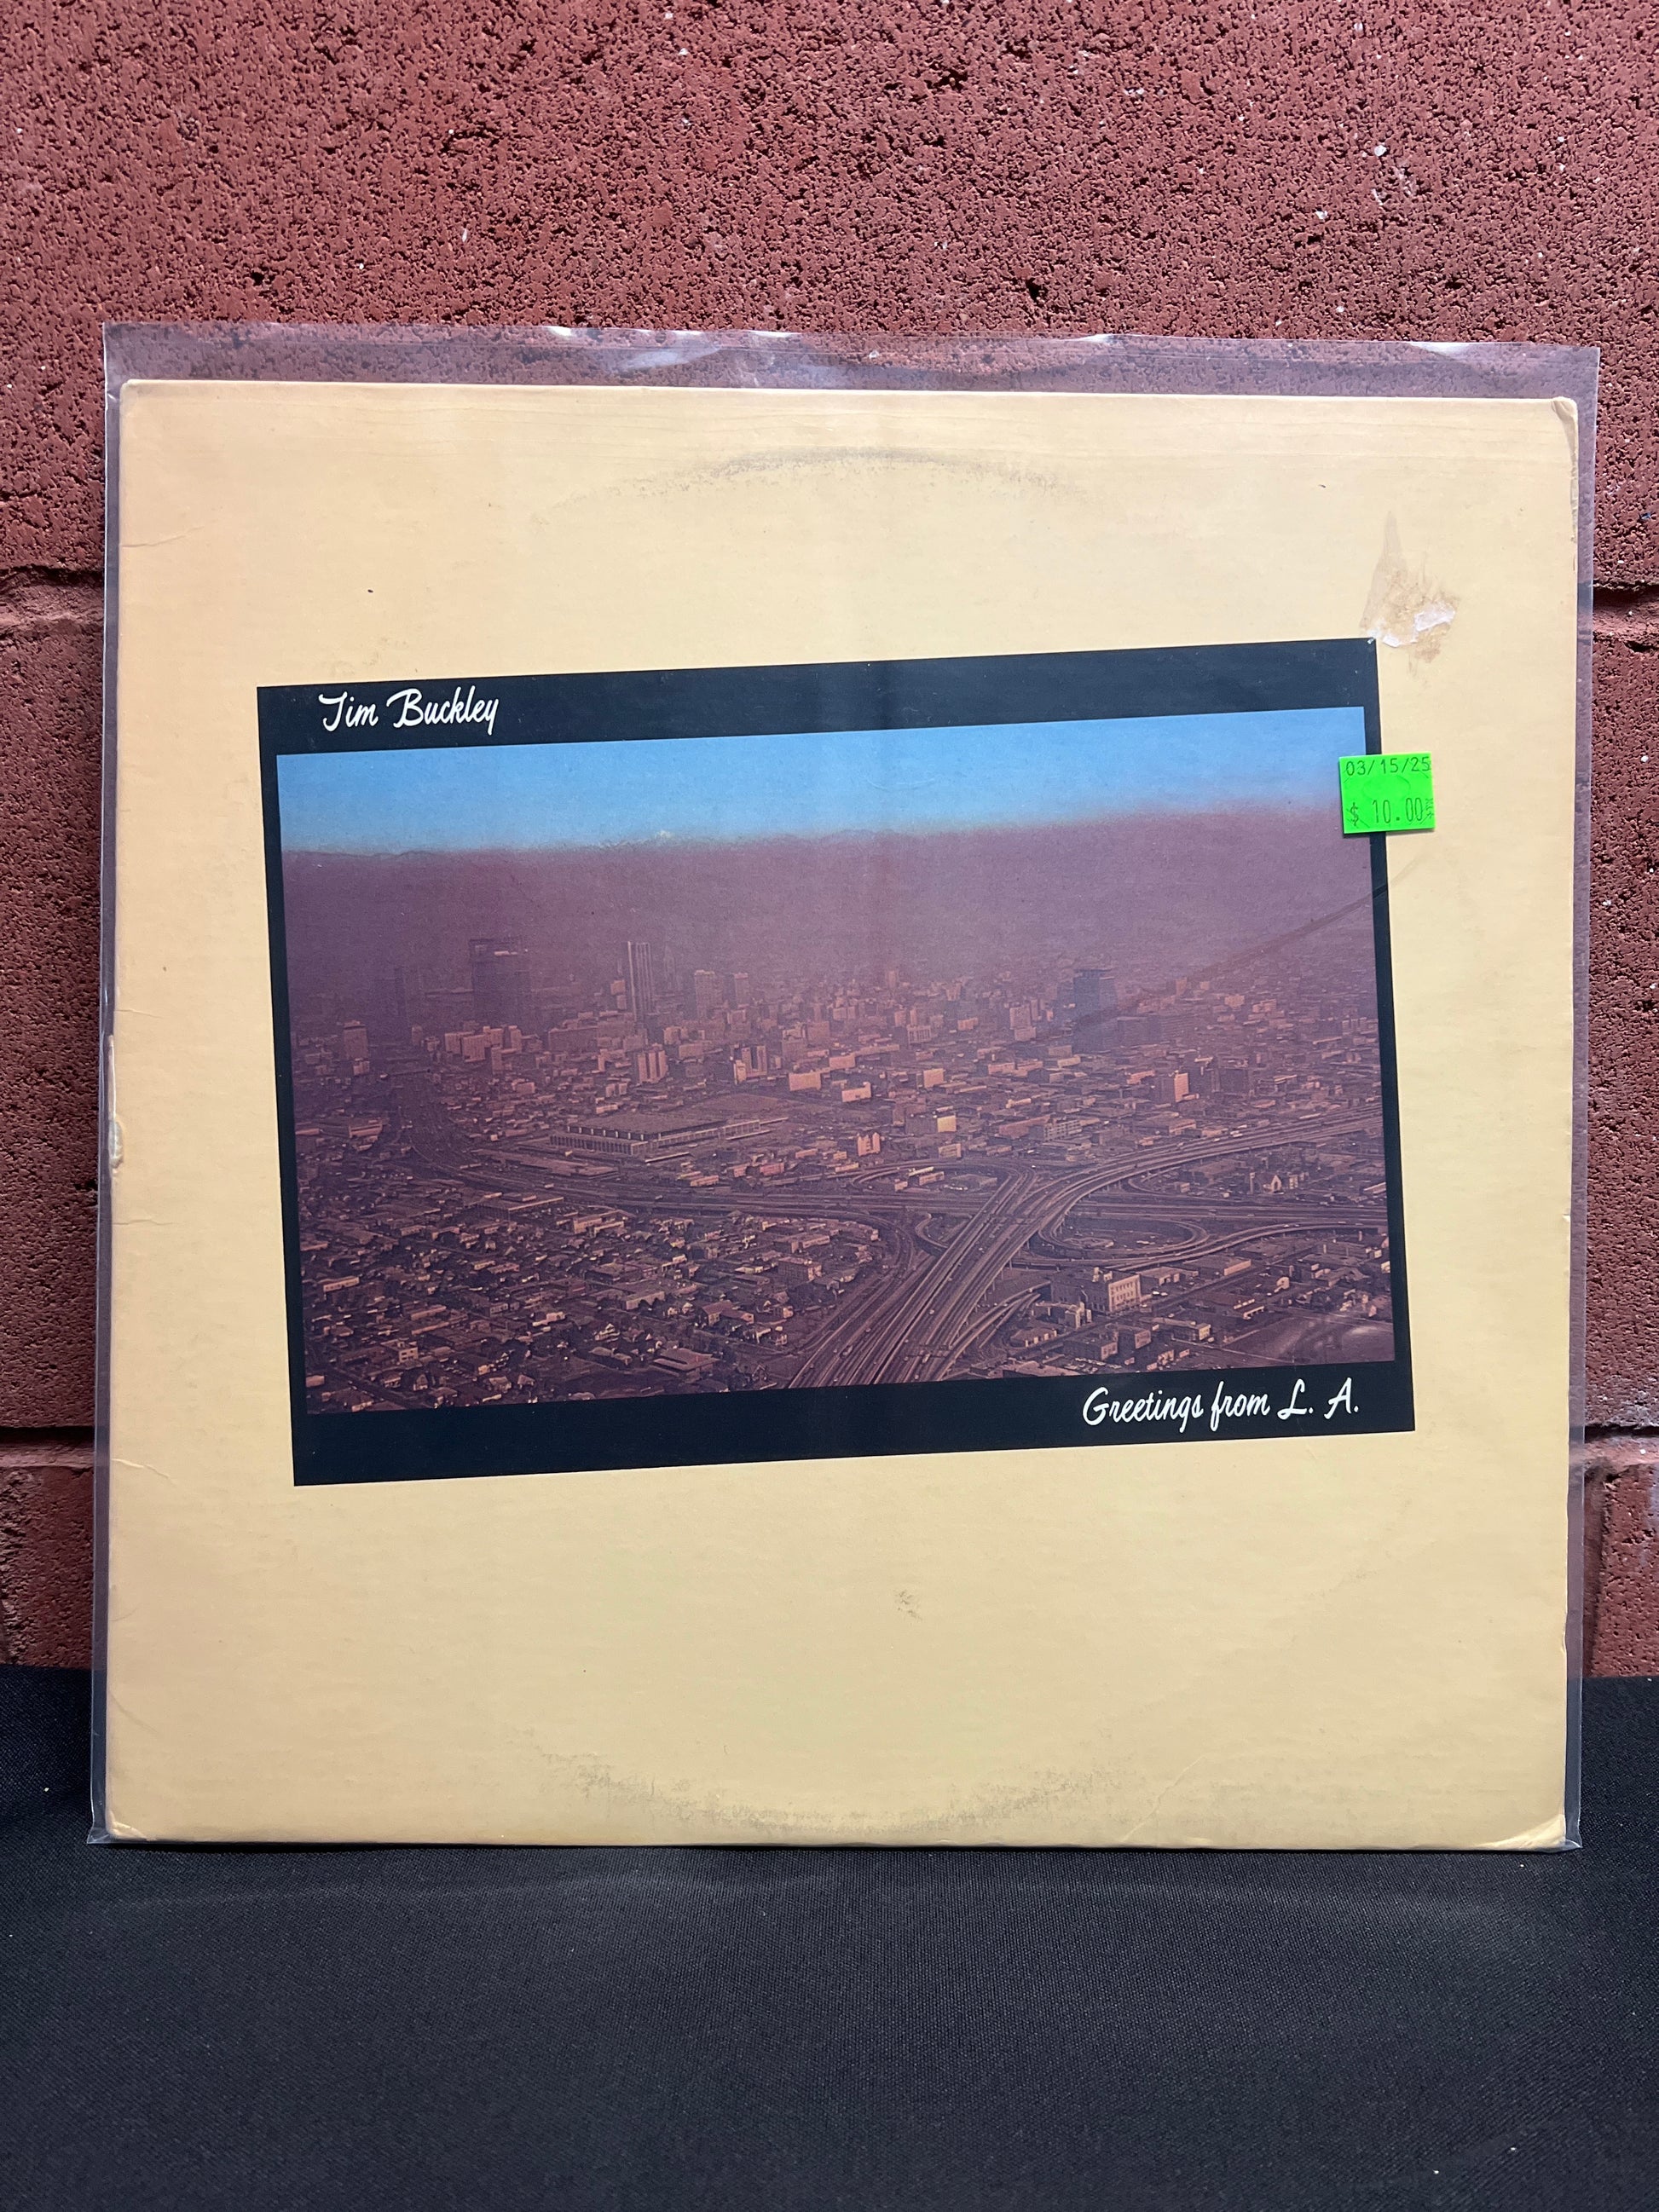 Tim Buckley
03/15/25
$ 10.00
Greetings from L. A.